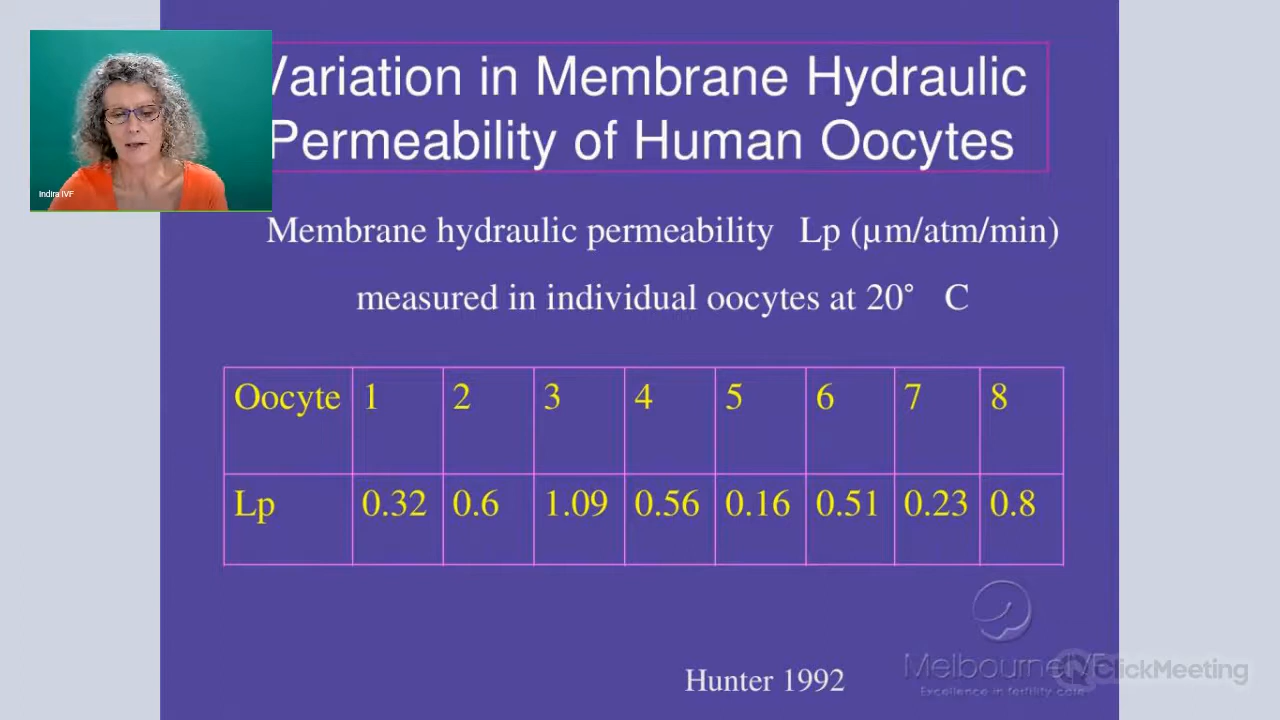 Variation in Membrane Hydraulic
Permeability of Human Oocytes
Indira IVF
Membrane hydraulic permeability Lp (µm/atm/min)
measured in individual oocytes at 20° C
Oocyte 1 2 3 4 5 6 7 8
Lp 0.32 0.6 1.09 0.56 0.16 0.51 0.23 0.8
Hunter 1992
MelbourneIVF
Excellence in fertility care
ClickMeeting